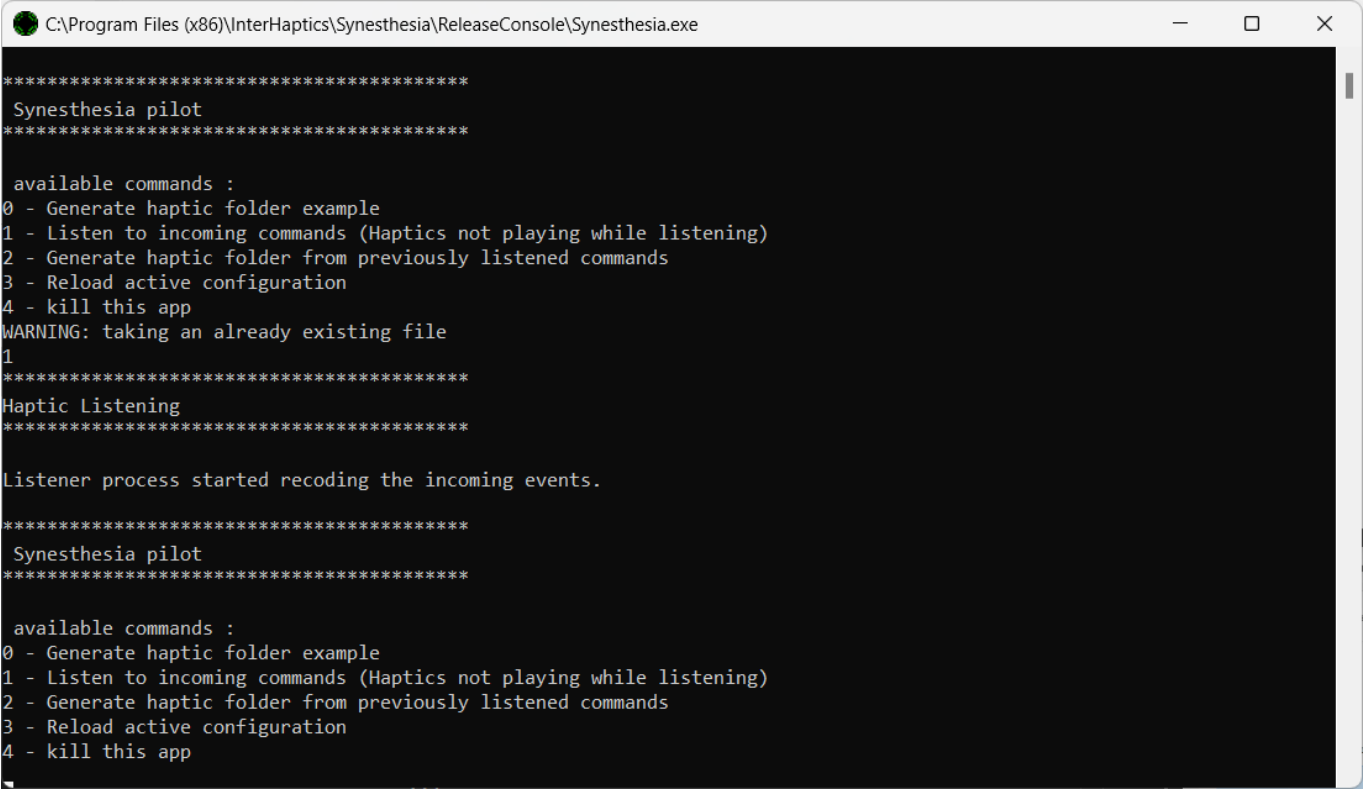 C:\Program Files (x86)\InterHaptics\Synesthesia\ReleaseConsole\Synesthesia.exe
******************************************
Synesthesia pilot
******************************************
available commands :
0 - Generate haptic folder example
1 - Listen to incoming commands (Haptics not playing while listening)
2 - Generate haptic folder from previously listened commands
3 - Reload active configuration
4 - kill this app
WARNING: taking an already existing file
1
******************************************
Haptic Listening
******************************************
Listener process started recoding the incoming events.
******************************************
Synesthesia pilot
******************************************
available commands :
0 - Generate haptic folder example
1 - Listen to incoming commands (Haptics not playing while listening)
2 - Generate haptic folder from previously listened commands
3 - Reload active configuration
4 - kill this app